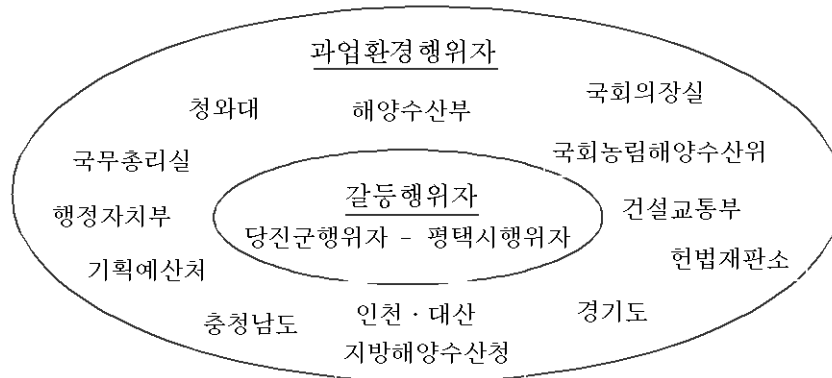 과업환경행위자
청와대 해양수산부 국회의장실
국무총리실 국회농림해양수산위
갈등행위자
행정자치부 건설교통부
당진군행위자 - 평택시행위자
기획예산처 헌법재판소
충청남도 인천 · 대산 경기도
지방해양수산청